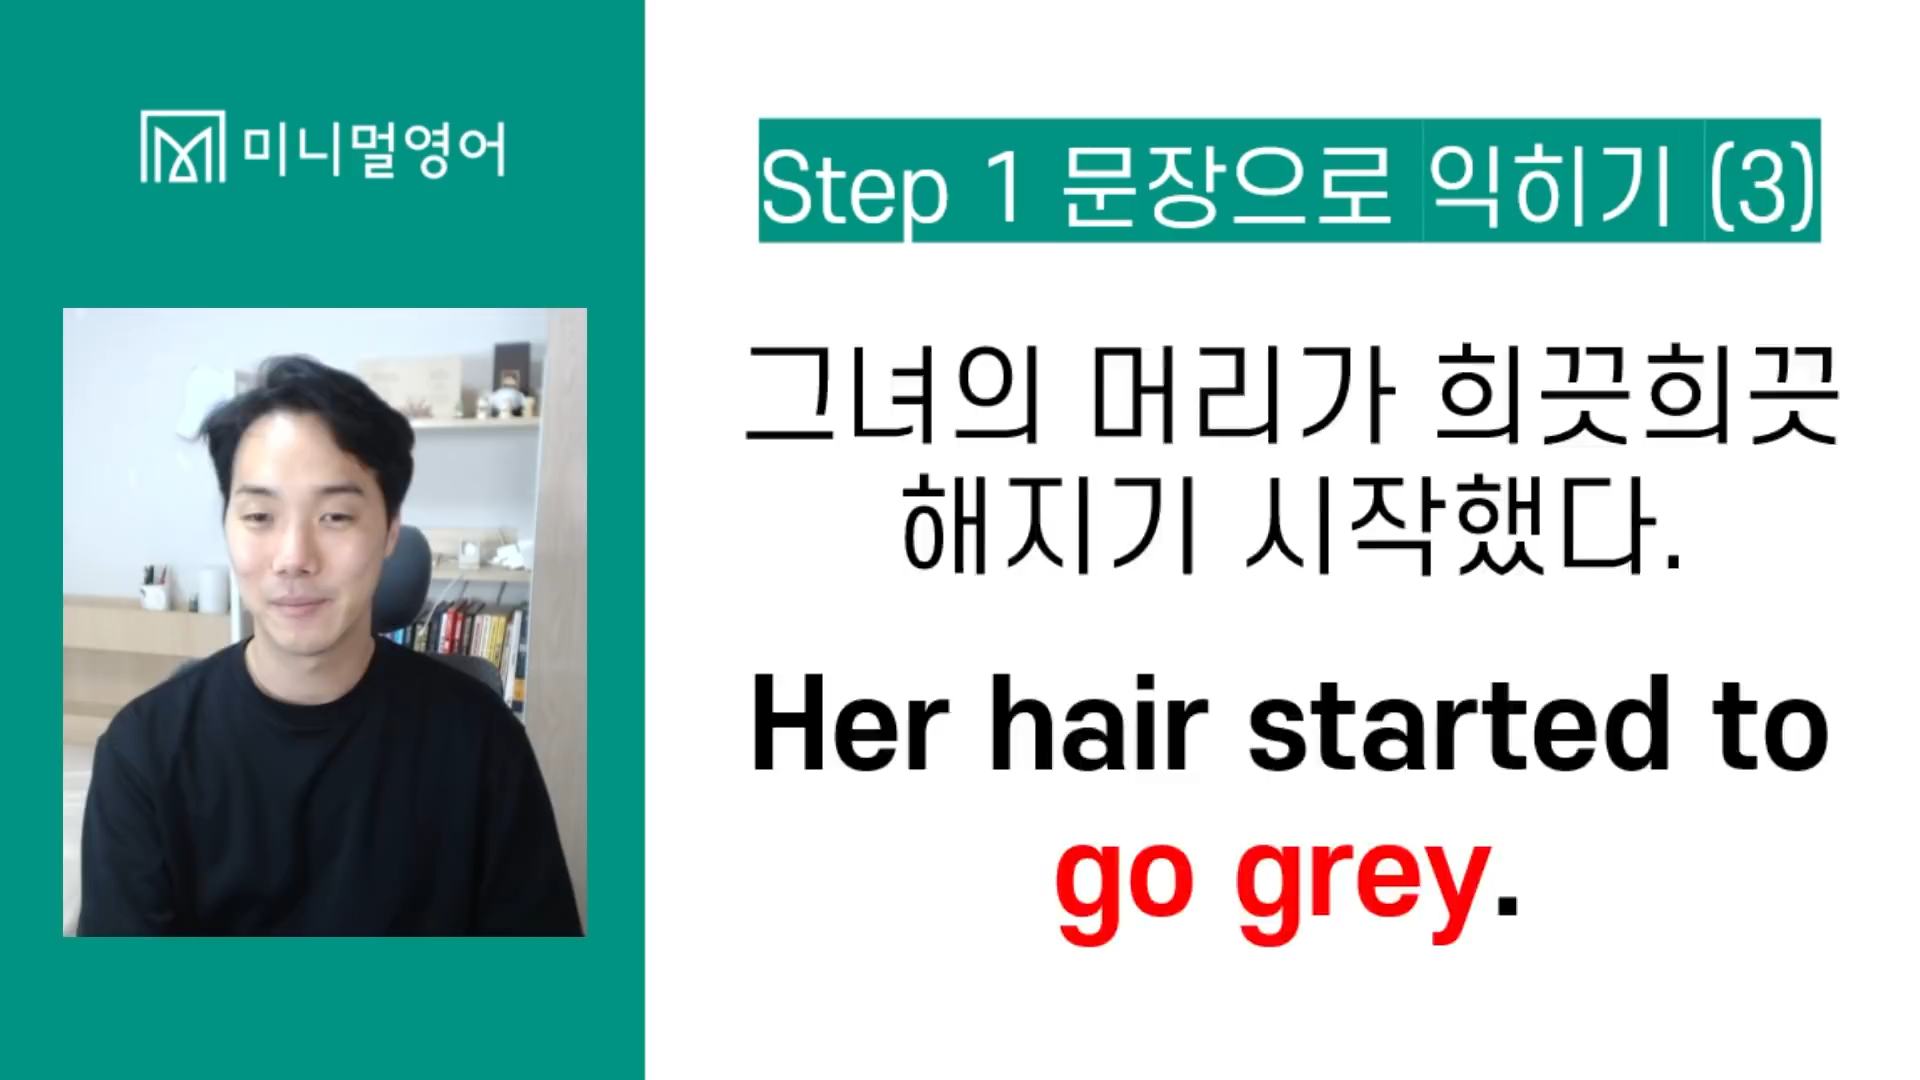 미니멀영어
Step 1 문장으로 익히기 (3)
그녀의 머리가 희끗희끗
해지기 시작했다.
Her hair started to
go grey.